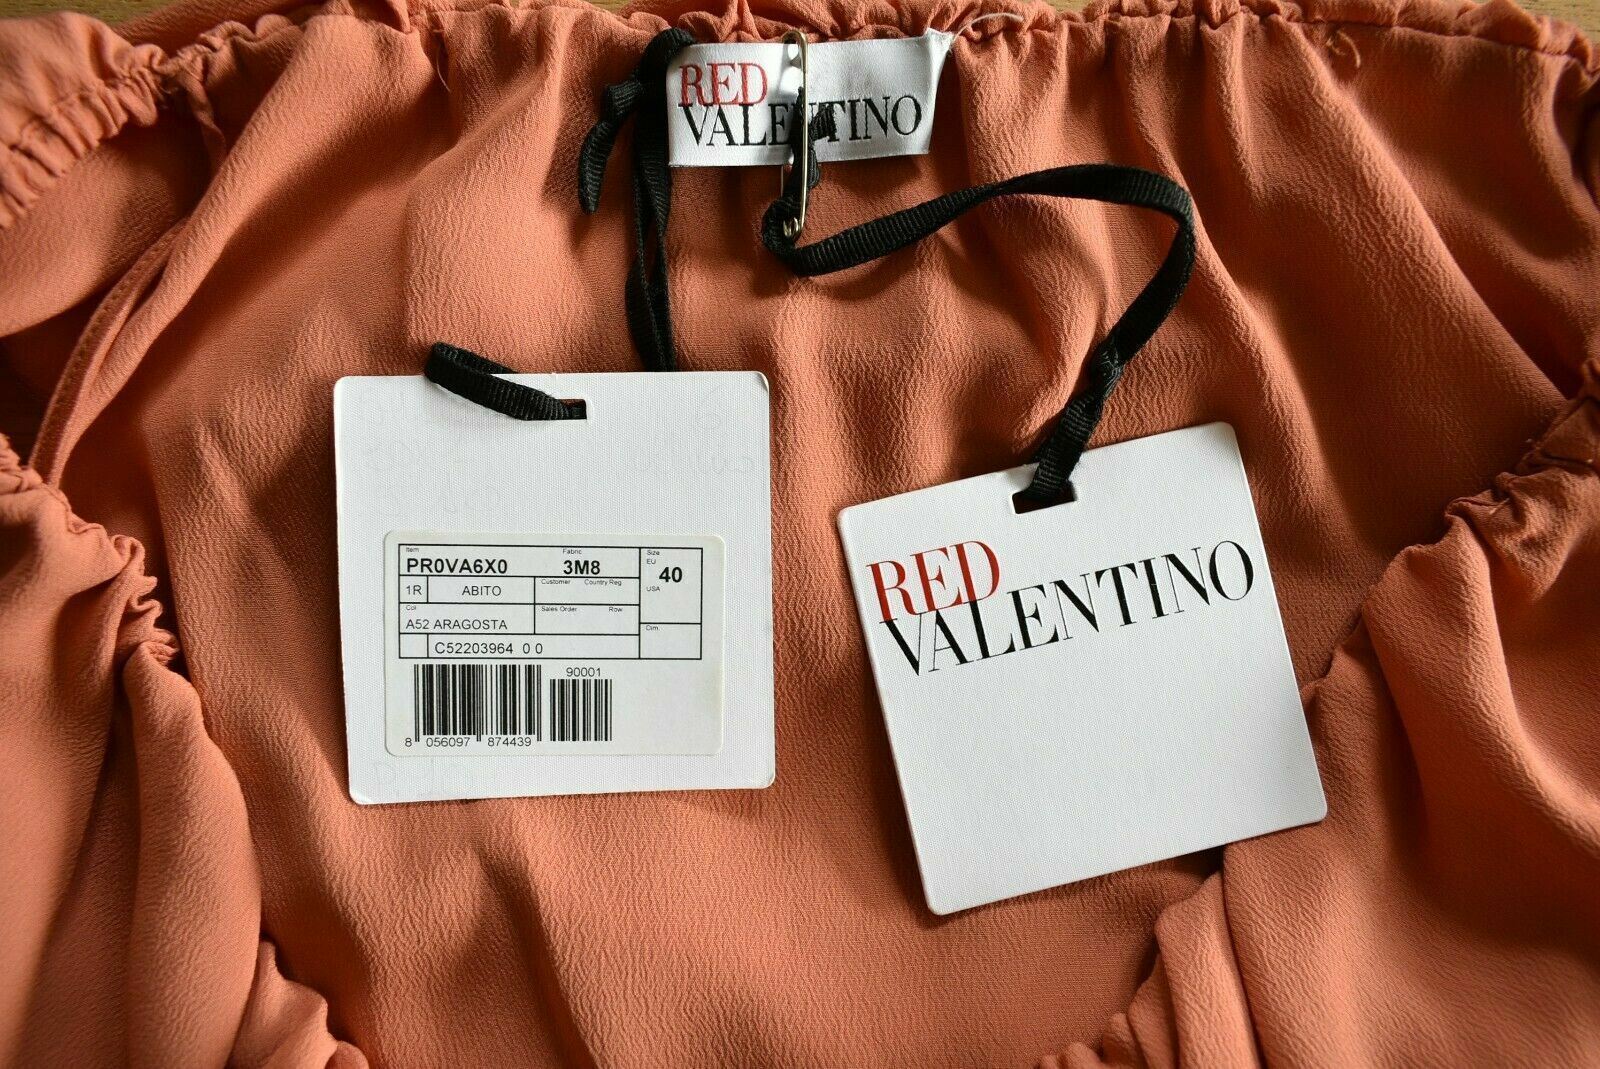 RED
VALENTINO
Item
Fabric
Size
PR0VA6X0
3M8
EU
40
1R
ABITO
Customer
Country Reg
USA
Col
Sales Order
Row
A52 ARAGOSTA
Dim.
C52203964 0 0
90001
8 056097 874439
RED
VALENTINO